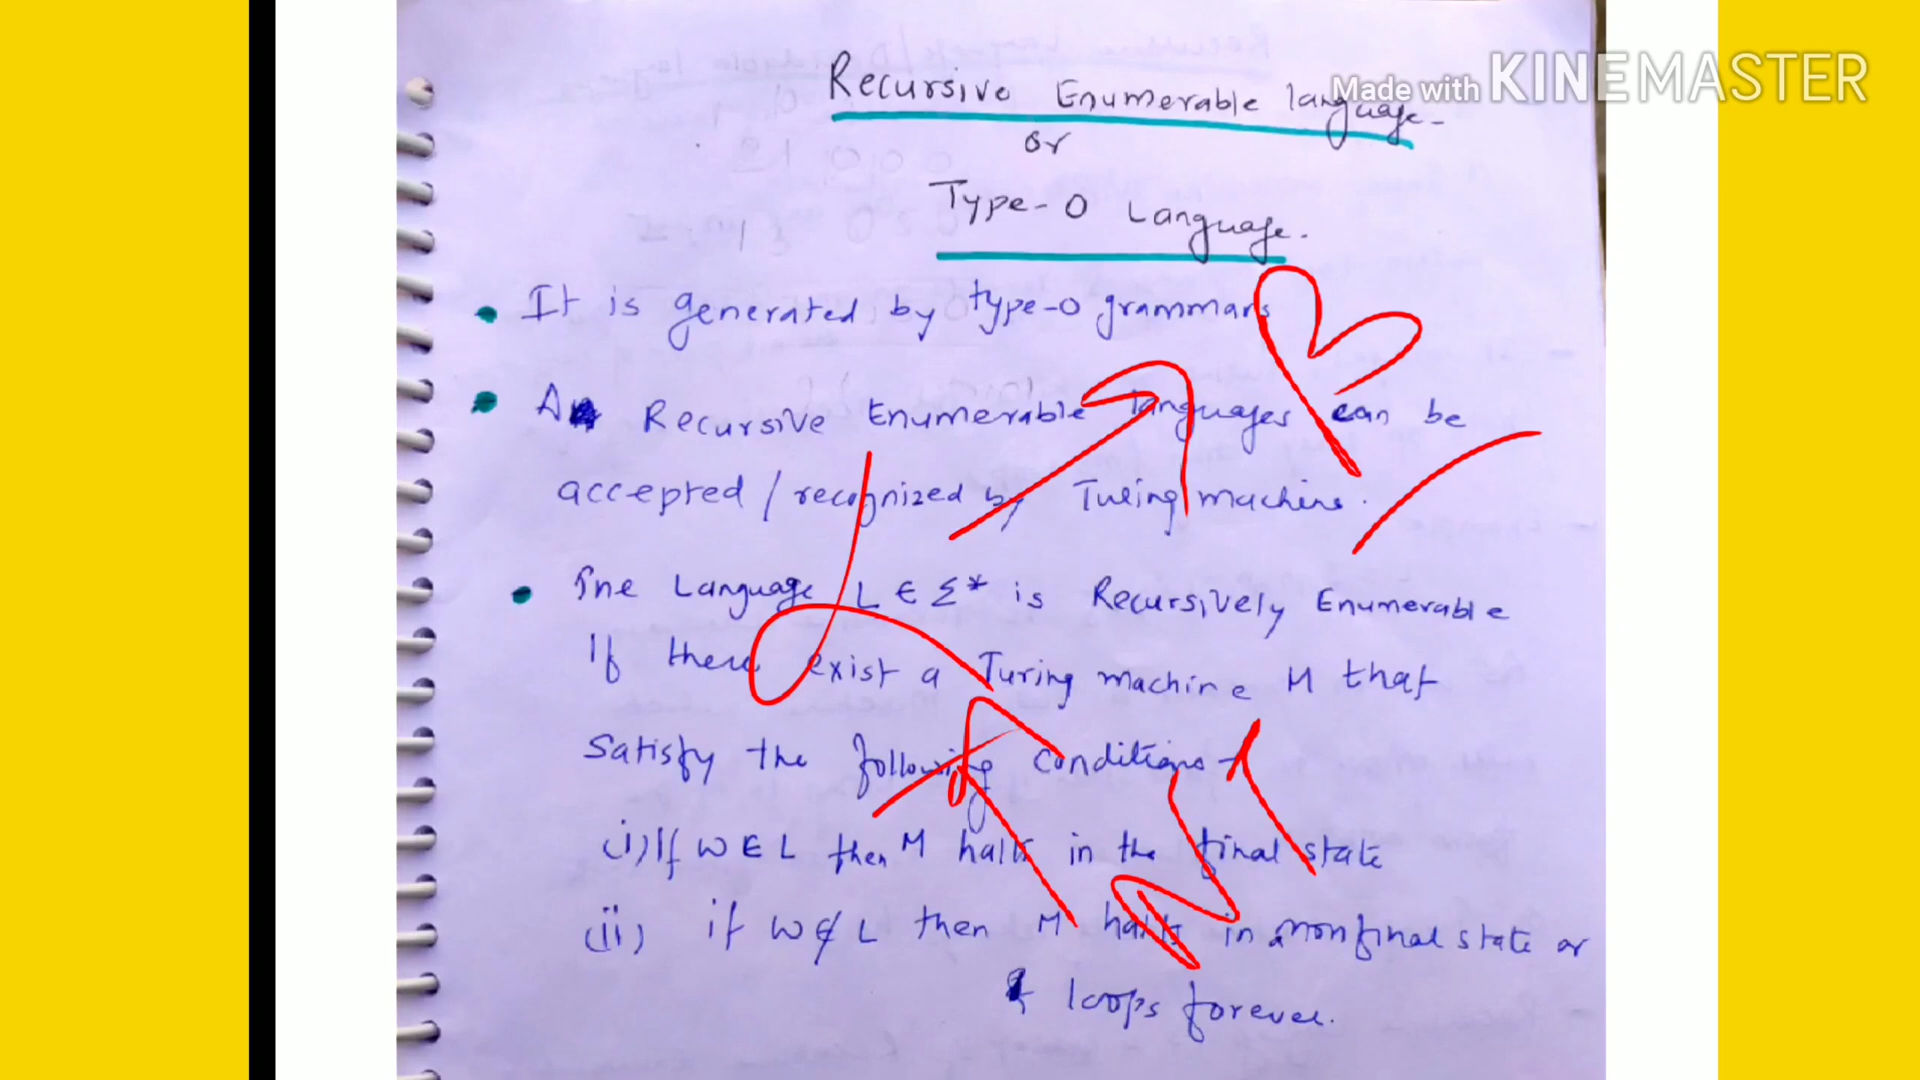 Recursive Enumerable language-
Made with KINEMASTER
or
Type-0 Language.
It is generated by type-0 grammars
A Recursive Enumerable languages can be
accepted / recognized by Turing machine.
The Language L ∈ Σ* is Recursively Enumerable
If there exist a Turing machine M that
Satisfy the following Conditions-
(i) If W ∈ L then M halts in the final state
(ii) if W ∉ L then M halts in a nonfinal state or
loops forever.